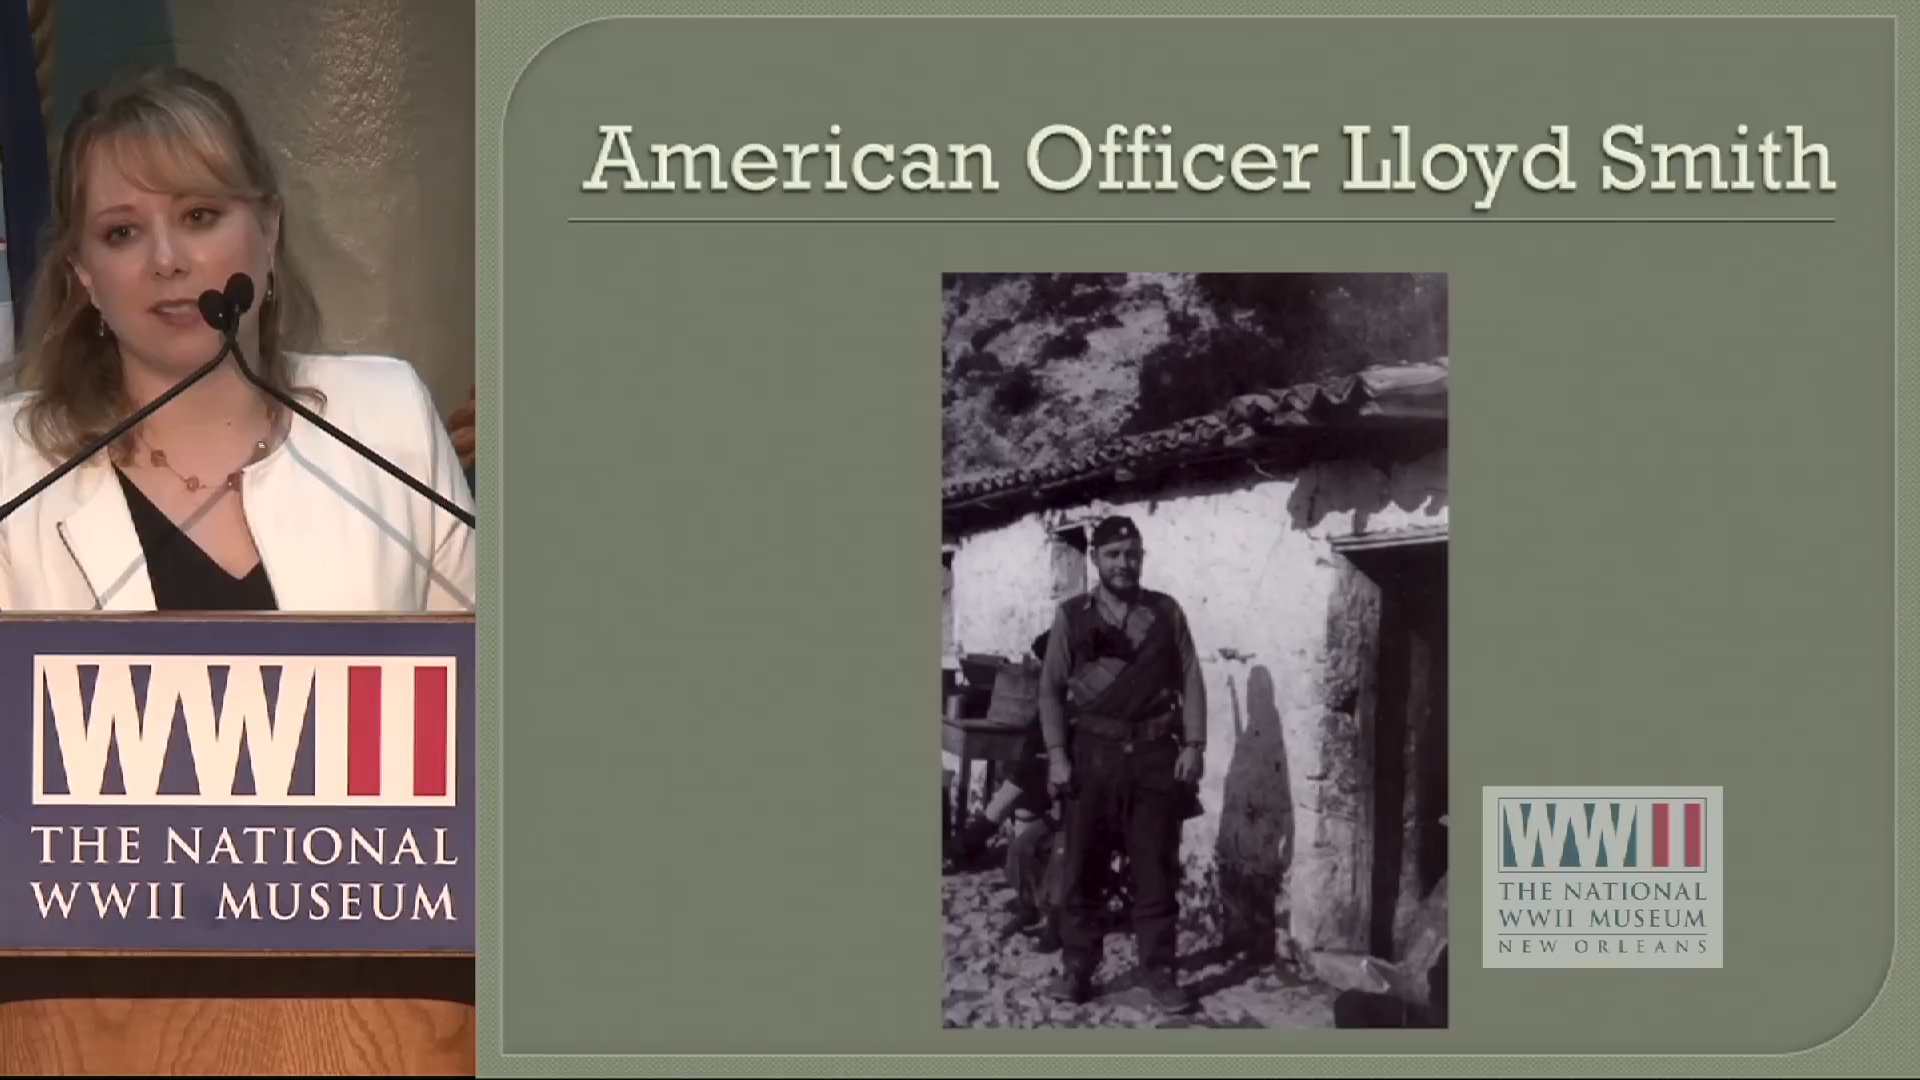 American Officer Lloyd Smith
WWII
THE NATIONAL
WWII MUSEUM
WWII
THE NATIONAL
WWII MUSEUM
NEW ORLEANS